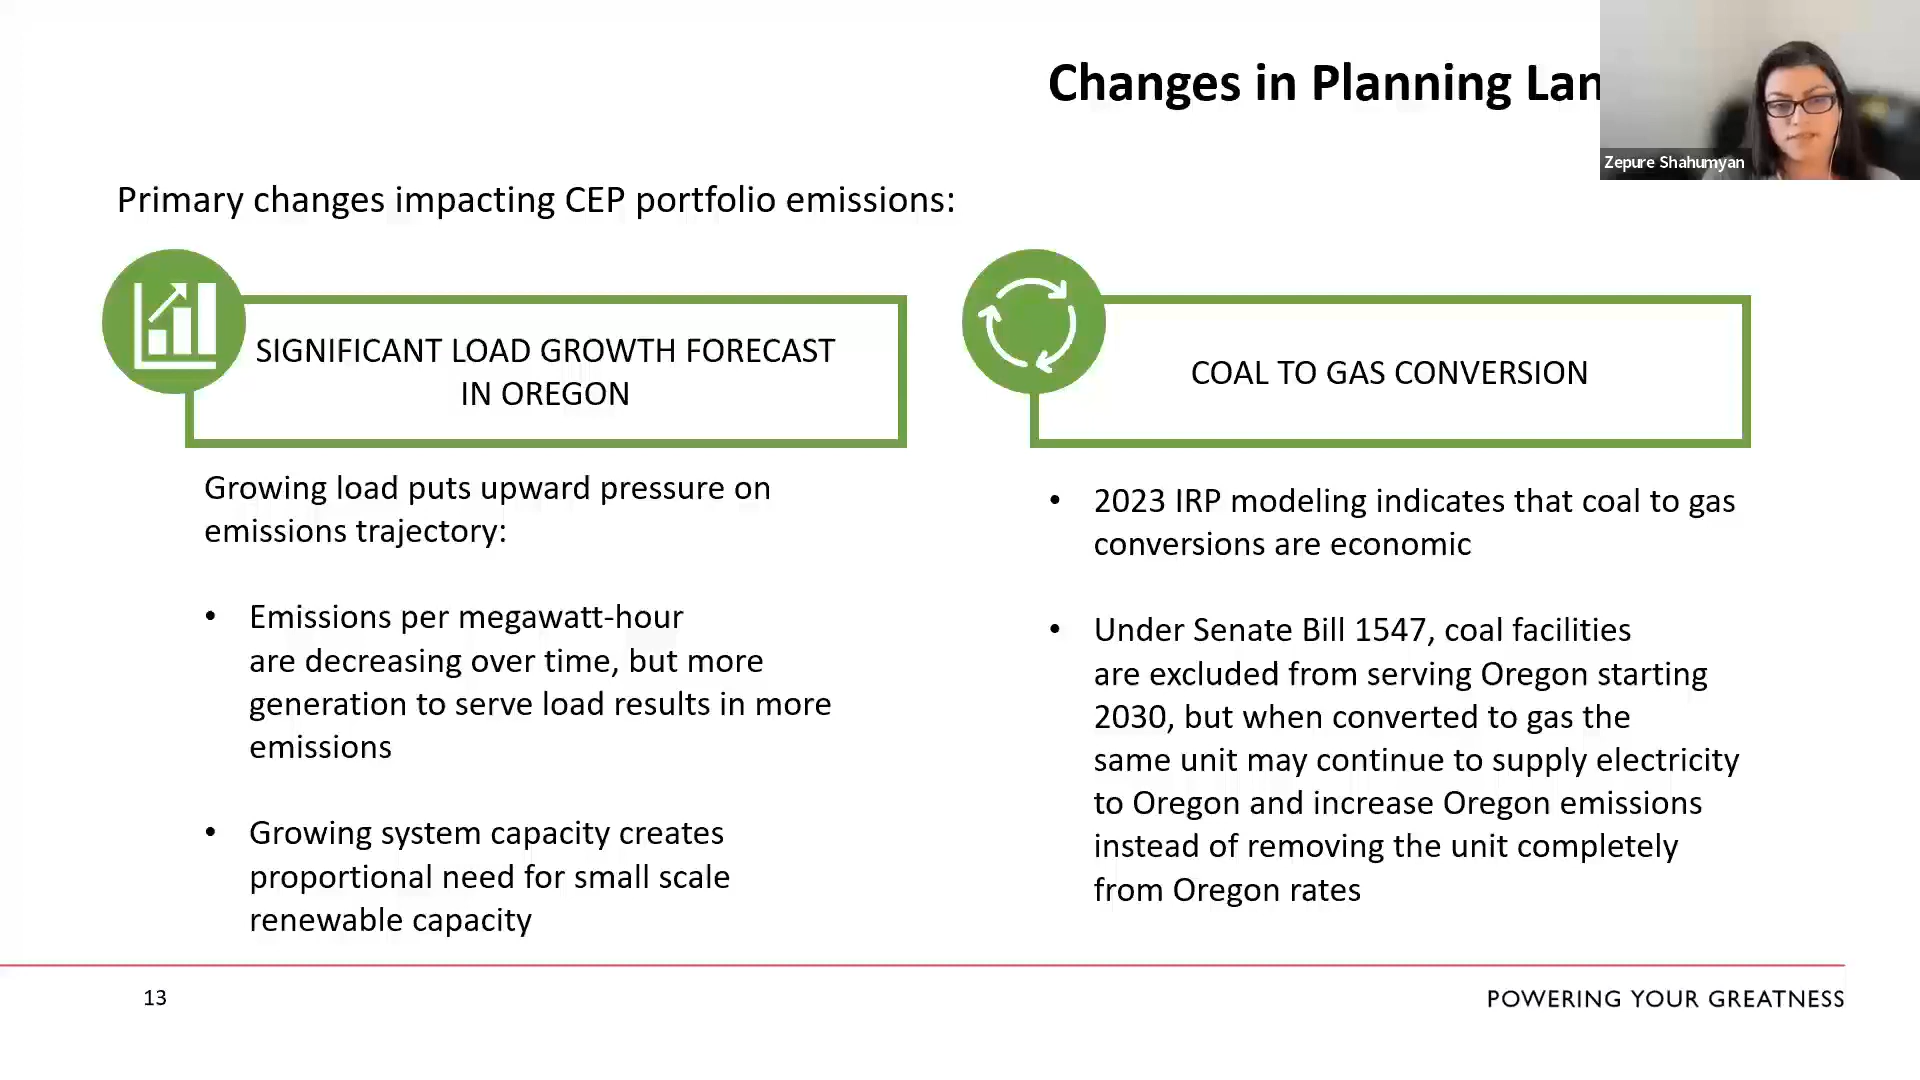 Changes in Planning Lan
Zepure Shahumyan
Primary changes impacting CEP portfolio emissions:
SIGNIFICANT LOAD GROWTH FORECAST
IN OREGON
Growing load puts upward pressure on
emissions trajectory:
• Emissions per megawatt-hour
are decreasing over time, but more
generation to serve load results in more
emissions
• Growing system capacity creates
proportional need for small scale
renewable capacity
COAL TO GAS CONVERSION
• 2023 IRP modeling indicates that coal to gas
conversions are economic
• Under Senate Bill 1547, coal facilities
are excluded from serving Oregon starting
2030, but when converted to gas the
same unit may continue to supply electricity
to Oregon and increase Oregon emissions
instead of removing the unit completely
from Oregon rates
13
POWERING YOUR GREATNESS